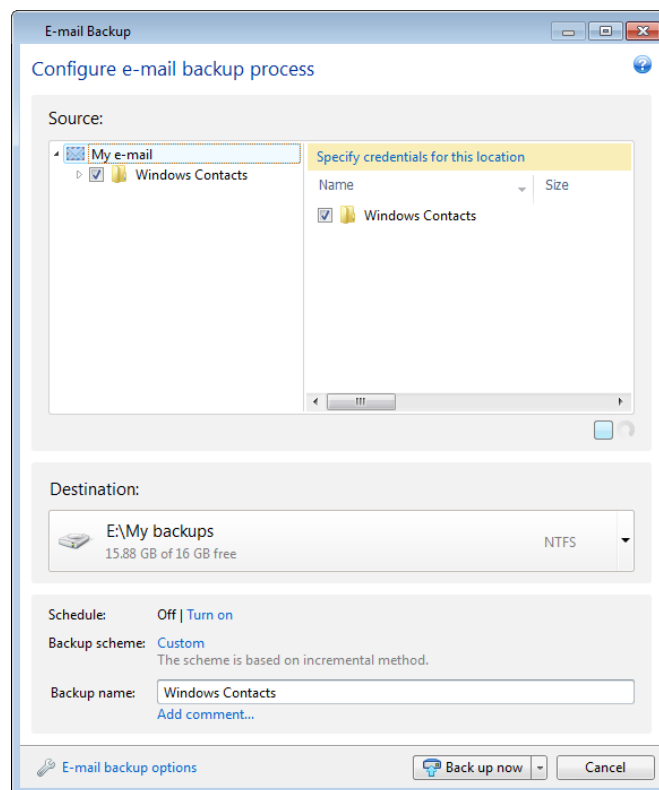 E-mail Backup
Configure e-mail backup process
Source:
My e-mail
Windows Contacts
Specify credentials for this location
Name Size
Windows Contacts
Destination:
E:\My backups
15.88 GB of 16 GB free
NTFS
Schedule: Off | Turn on
Backup scheme: Custom
The scheme is based on incremental method.
Backup name: Windows Contacts
Add comment...
E-mail backup options
Back up now
Cancel